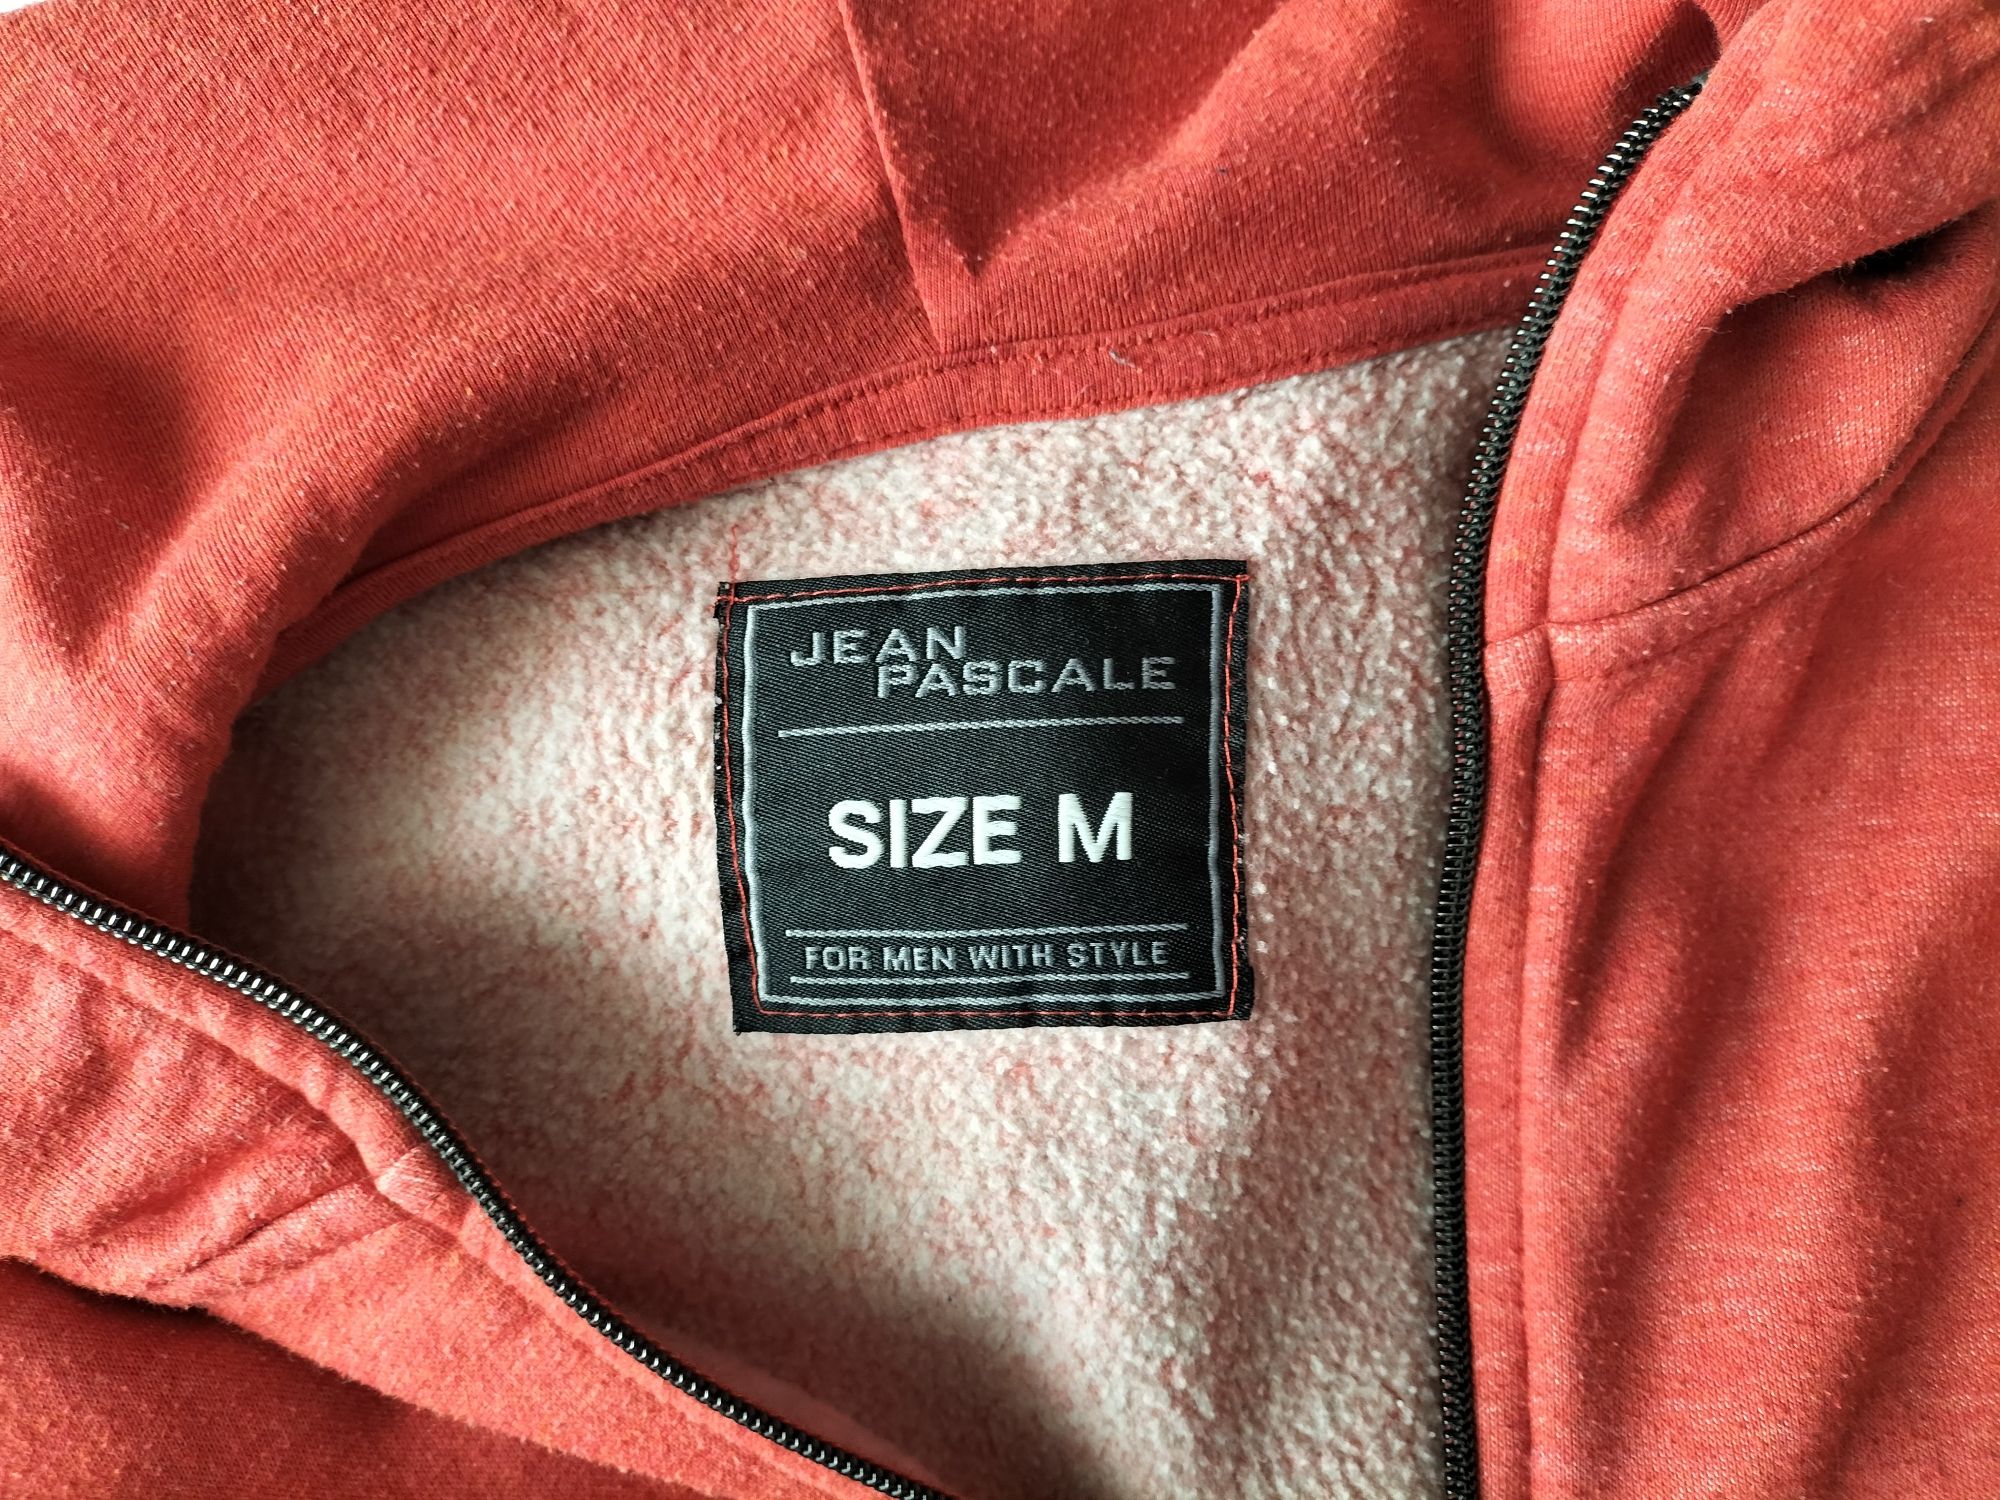 JEAN
PASCALE
SIZE M
FOR MEN WITH STYLE